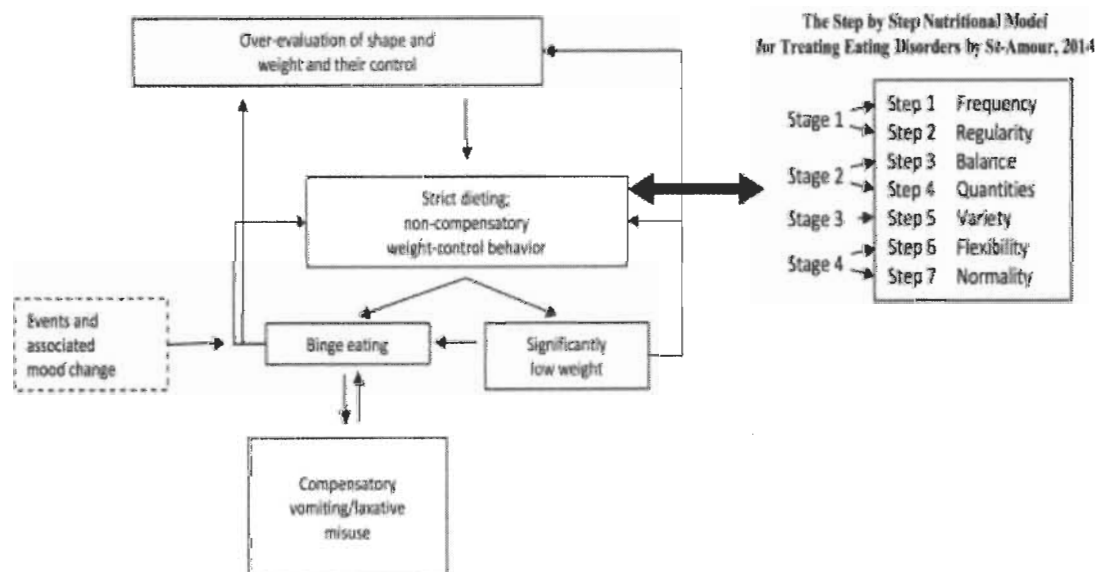 Over-evaluation of shape and
weight and their control
Strict dieting;
non-compensatory
weight-control behavior
Events and
associated
mood change
Binge eating
Significantly
low weight
Compensatory
vomiting/laxative
misuse
The Step by Step Nutritional Model
for Treating Eating Disorders by St-Amour, 2014
Stage 1
Step 1 Frequency
Step 2 Regularity
Stage 2
Step 3 Balance
Step 4 Quantities
Stage 3
Step 5 Variety
Stage 4
Step 6 Flexibility
Step 7 Normality